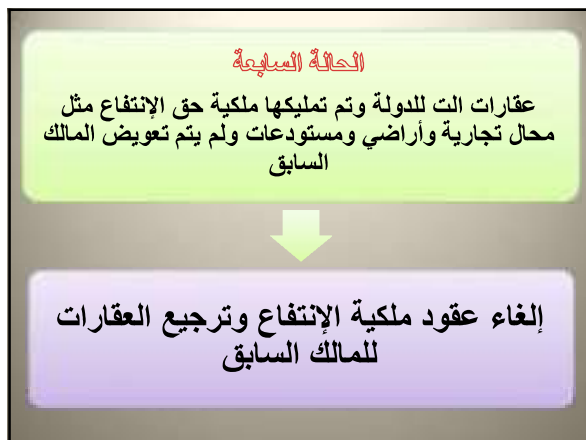 الحالة السابعة
عقارات الت للدولة وتم تمليكها ملكية حق الإنتفاع مثل
محال تجارية وأراضي ومستودعات ولم يتم تعويض المالك
السابق
إلغاء عقود ملكية الإنتفاع وترجيع العقارات
للمالك السابق